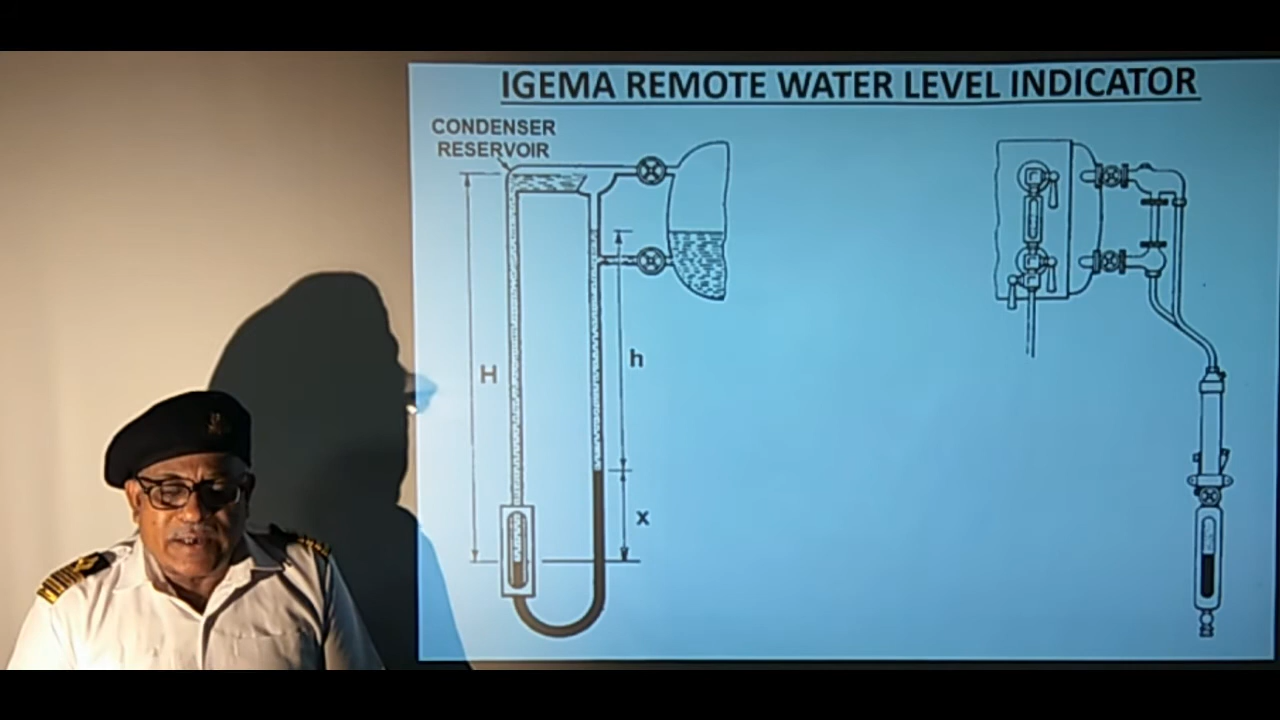 IGEMA REMOTE WATER LEVEL INDICATOR
CONDENSER
RESERVOIR
H
h
x